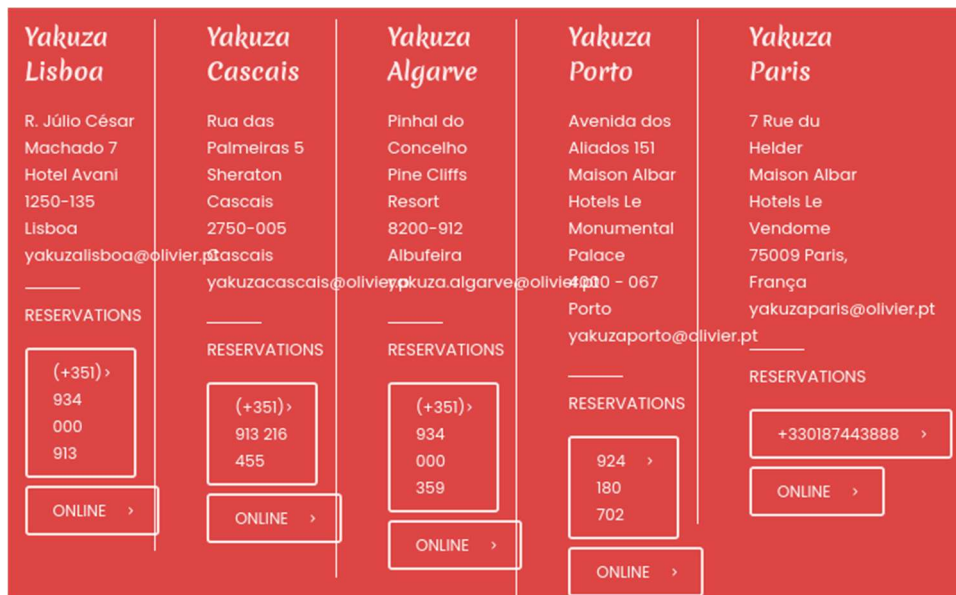 Yakuza
Lisboa
R. Júlio César
Machado 7
Hotel Avani
1250-135
Lisboa
yakuzalisboa@olivier.pt
RESERVATIONS
(+351) ›
934
000
913
ONLINE ›
Yakuza
Cascais
Rua das
Palmeiras 5
Sheraton
Cascais
2750-005
Cascais
yakuzacascais@olivier.pt
RESERVATIONS
(+351) ›
913 216
455
ONLINE ›
Yakuza
Algarve
Pinhal do
Concelho
Pine Cliffs
Resort
8200-912
Albufeira
yakuza.algarve@olivier.pt
RESERVATIONS
(+351) ›
934
000
359
ONLINE ›
Yakuza
Porto
Avenida dos
Aliados 151
Maison Albar
Hotels Le
Monumental
Palace
4000 - 067
Porto
yakuzaporto@olivier.pt
RESERVATIONS
924 ›
180
702
ONLINE ›
Yakuza
Paris
7 Rue du
Helder
Maison Albar
Hotels Le
Vendome
75009 Paris,
França
yakuzaparis@olivier.pt
RESERVATIONS
+330187443888 ›
ONLINE ›